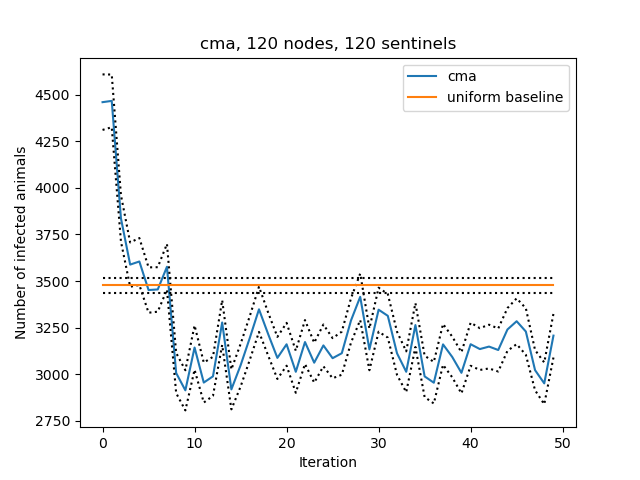 cma, 120 nodes, 120 sentinels
cma
uniform baseline
4500
4250
4000
3750
3500
3250
3000
2750
Number of infected animals
0 10 20 30 40 50
Iteration